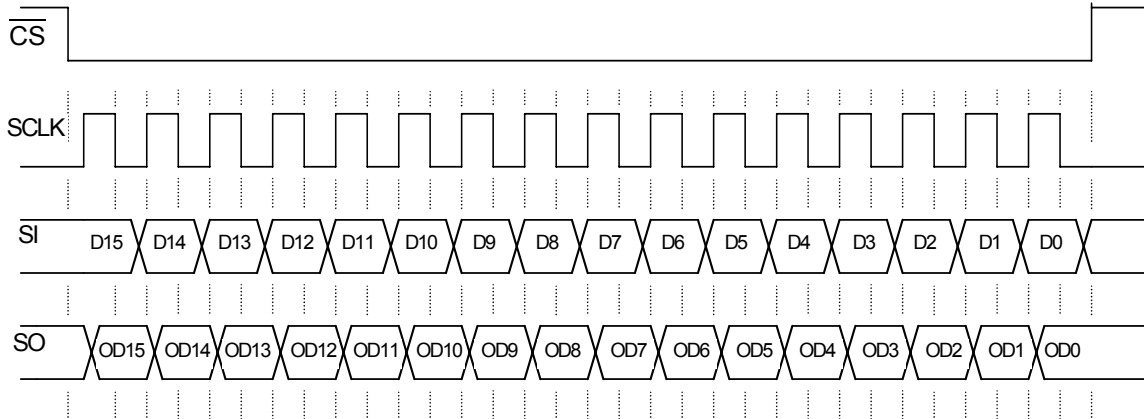 CS
SCLK
SI D15 D14 D13 D12 D11 D10 D9 D8 D7 D6 D5 D4 D3 D2 D1 D0
SO OD15 OD14 OD13 OD12 OD11 OD10 OD9 OD8 OD7 OD6 OD5 OD4 OD3 OD2 OD1 OD0